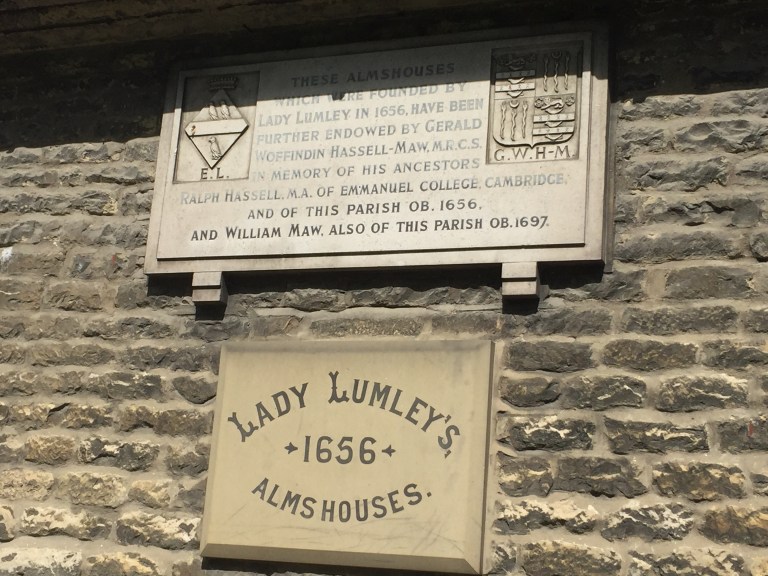 THESE ALMSHOUSES
WHICH WERE FOUNDED BY
LADY LUMLEY IN 1656, HAVE BEEN
FURTHER ENDOWED BY GERALD
WOFFINDIN HASSELL-MAW, M.R.C.S.
IN MEMORY OF HIS ANCESTORS
RALPH HASSELL, M.A. OF EMMANUEL COLLEGE, CAMBRIDGE,
AND OF THIS PARISH OB. 1656,
AND WILLIAM MAW, ALSO OF THIS PARISH OB. 1697.
E. L.
G. W. H-M.
LADY LUMLEY'S,
1656
ALMSHOUSES.